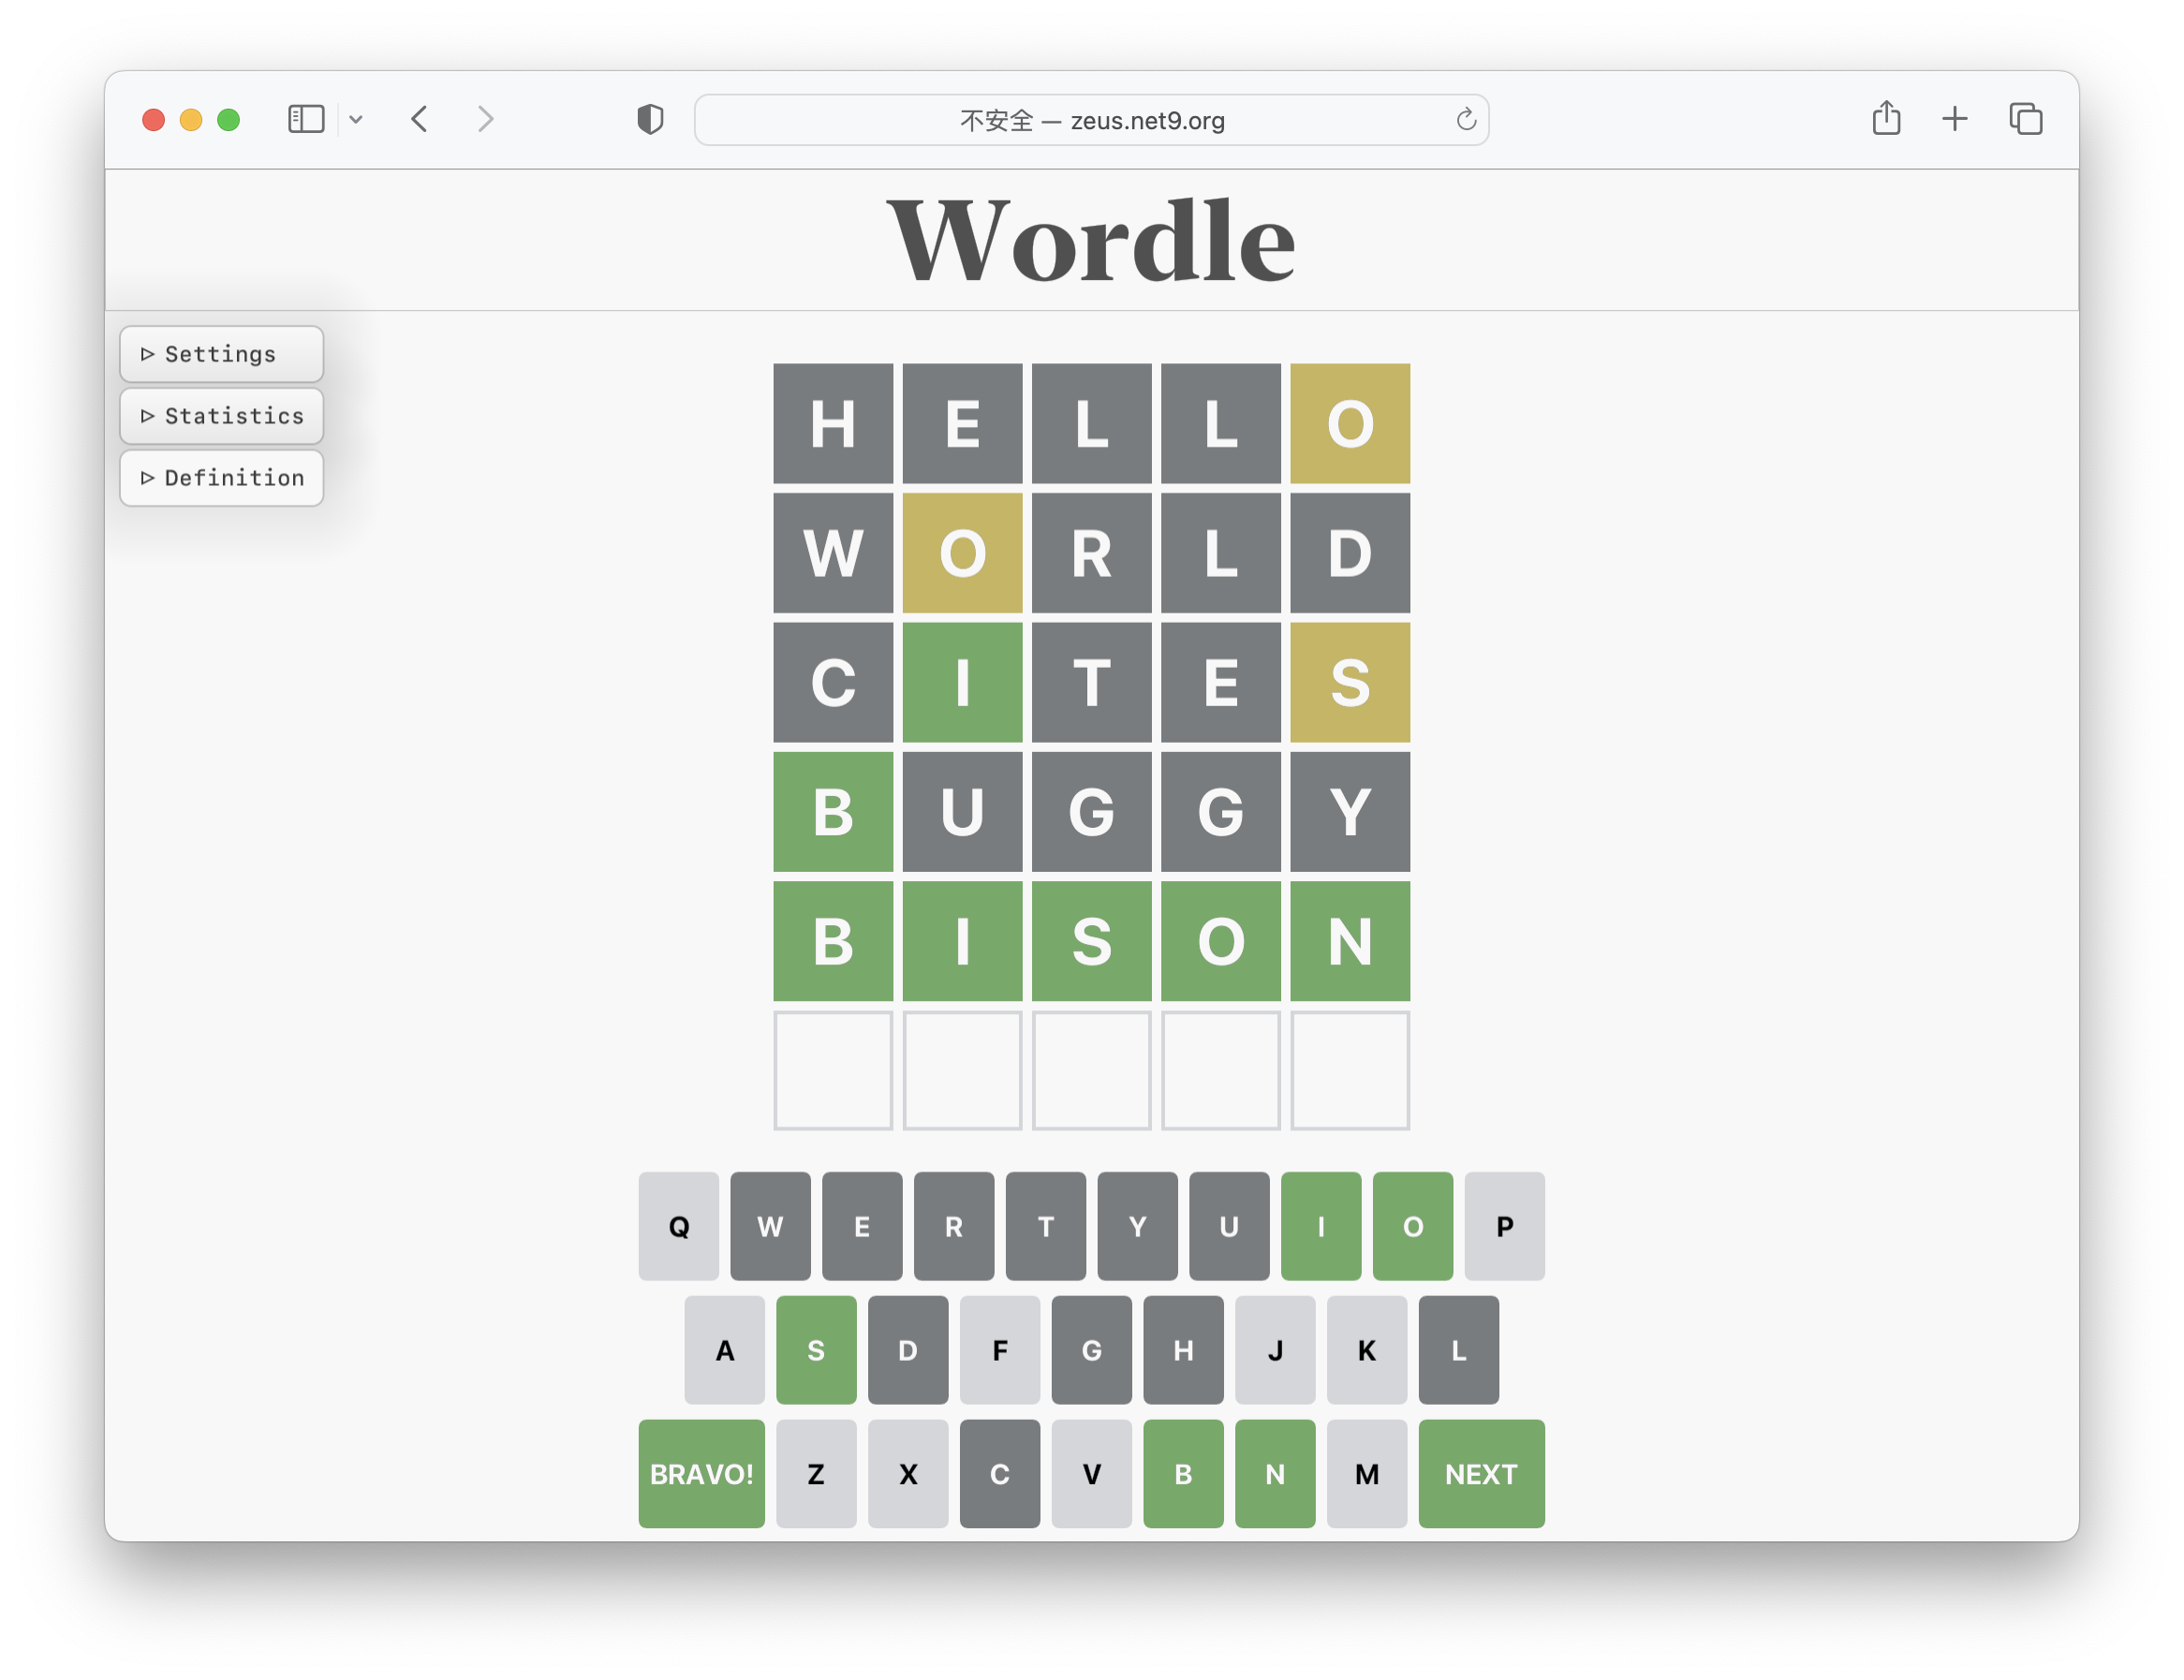 不安全 — zeus.net9.org
Wordle
Settings
Statistics
Definition
H E L L O
W O R L D
C I T E S
B U G G Y
B I S O N
Q W E R T Y U I O P
A S D F G H J K L
BRAVO! Z X C V B N M NEXT